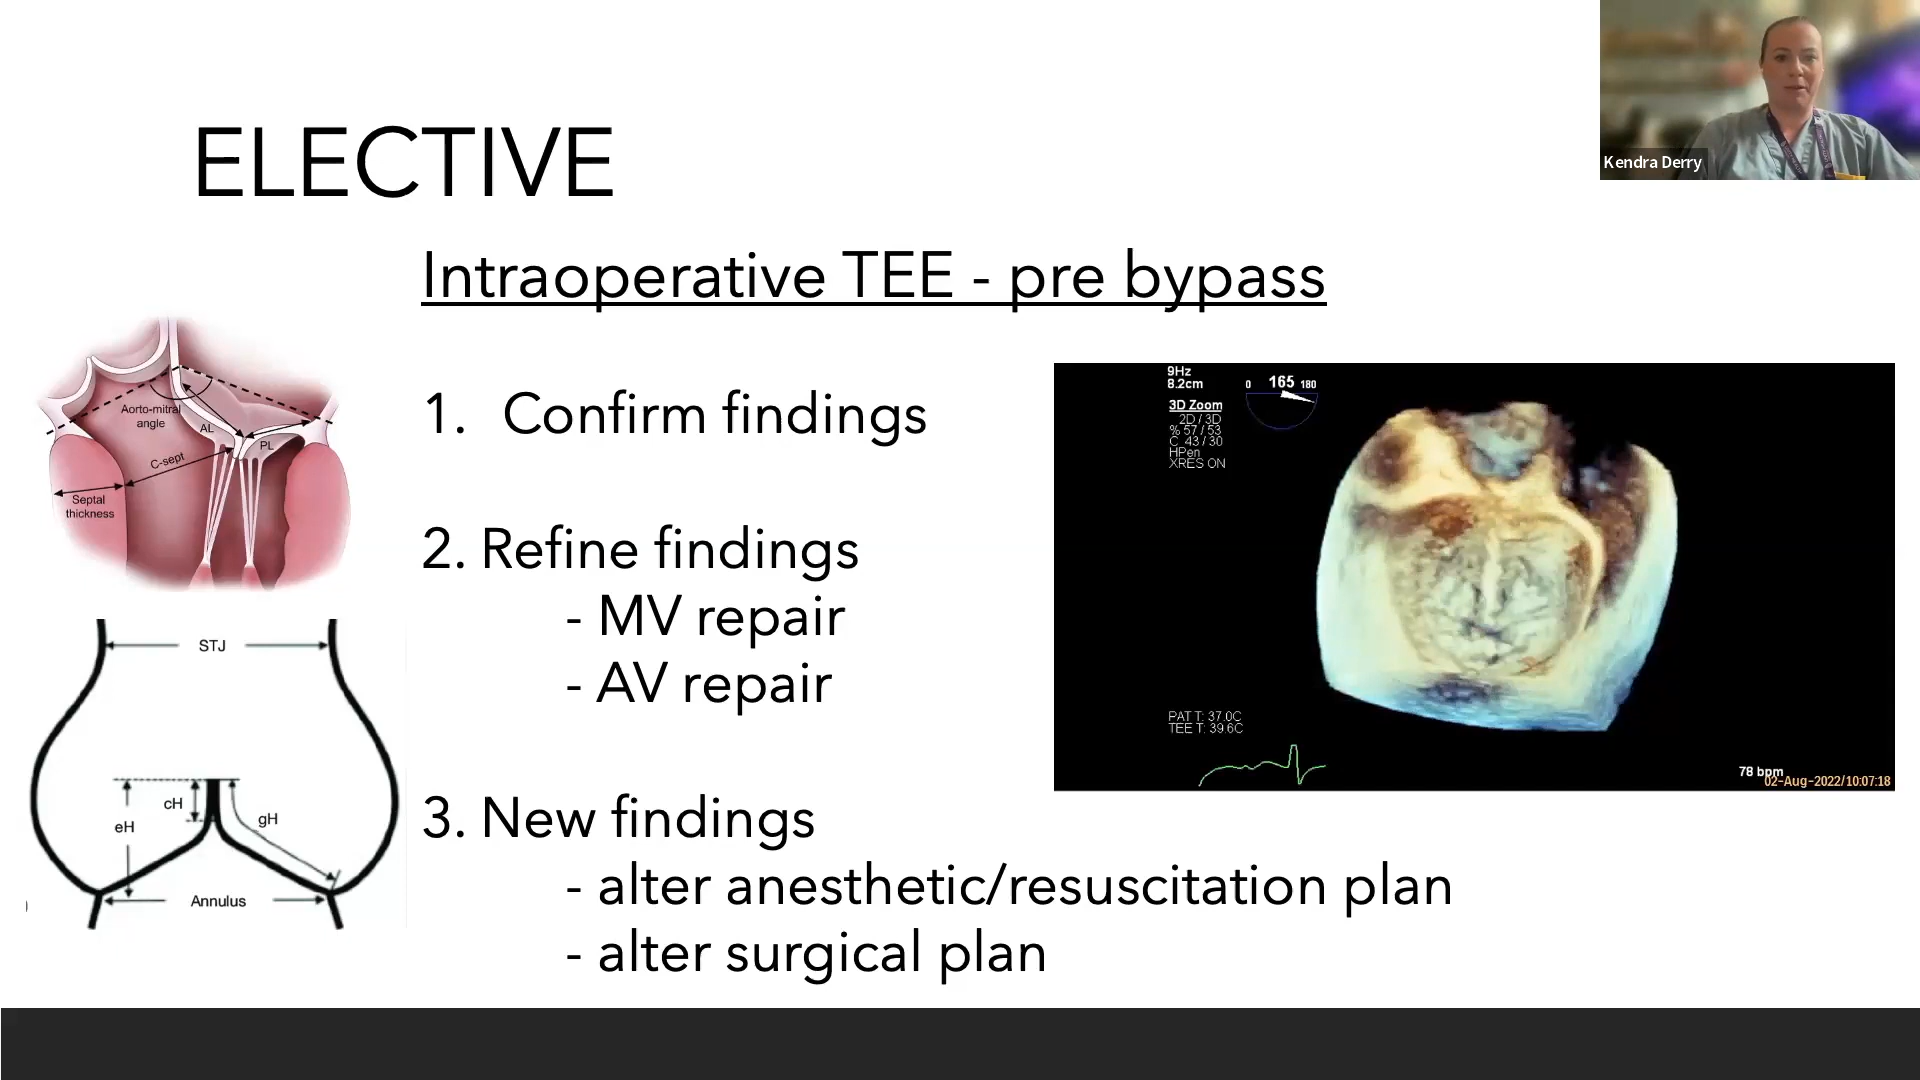 Kendra Derry
ELECTIVE
Intraoperative TEE - pre bypass
1. Confirm findings
2. Refine findings
- MV repair
- AV repair
3. New findings
- alter anesthetic/resuscitation plan
- alter surgical plan
Aorto-mitral
angle
AL
PL
C-sept
Septal
thickness
STJ
cH
eH
gH
Annulus
9Hz
8.2cm
0 165 180
3D Zoom
2D / 3D
% 57 / 53
C 43 / 30
HPen
XRES ON
PAT T: 37.0C
TEE T: 39.6C
78 bpm
02-Aug-2022/10:07:18